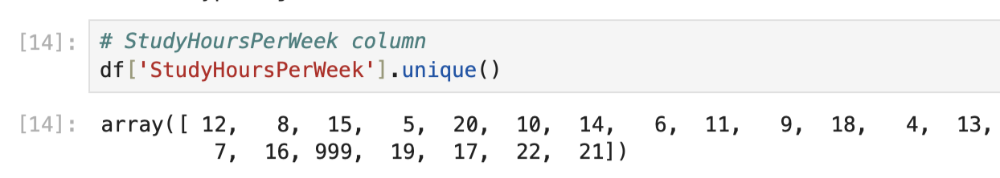 [14]: # StudyHoursPerWeek column
df['StudyHoursPerWeek'].unique()
[14]: array([ 12, 8, 15, 5, 20, 10, 14, 6, 11, 9, 18, 4, 13,
7, 16, 999, 19, 17, 22, 21])